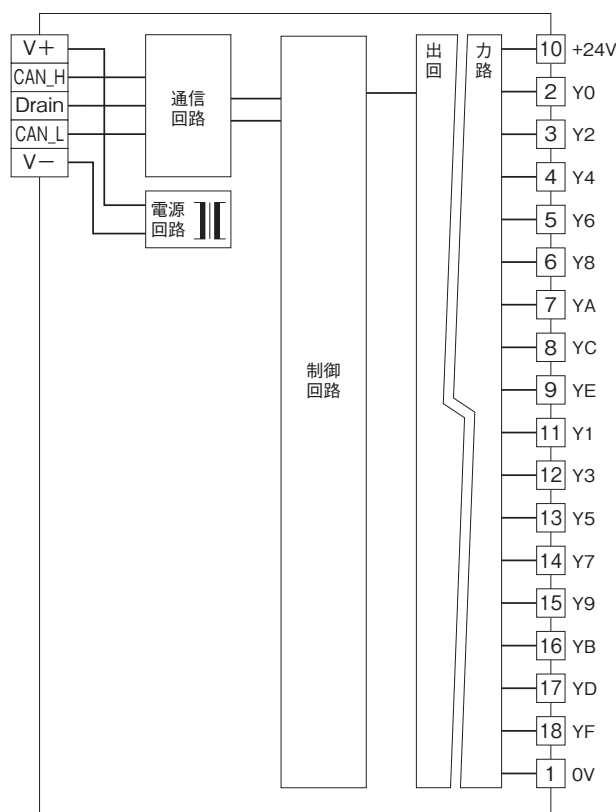 V+
CAN_H
Drain
CAN_L
V−
通信
回路
電源
回路
制御
回路
出力
回路
10 +24V
2 Y0
3 Y2
4 Y4
5 Y6
6 Y8
7 YA
8 YC
9 YE
11 Y1
12 Y3
13 Y5
14 Y7
15 Y9
16 YB
17 YD
18 YF
1 0V